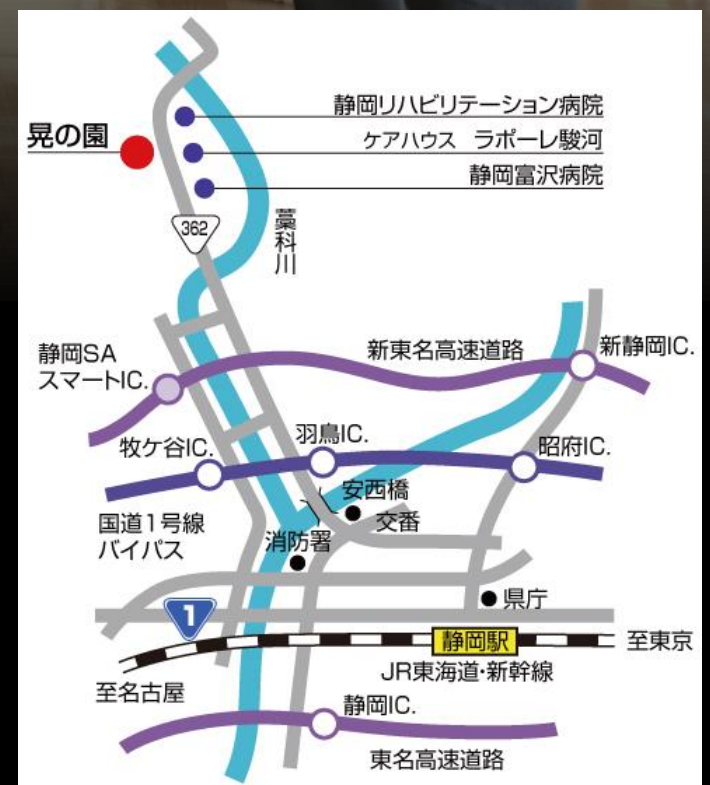 静岡リハビリテーション病院
晃の園
ケアハウス ラポーレ駿河
静岡富沢病院
362
藁科川
新東名高速道路
新静岡IC.
静岡SA
スマートIC.
羽鳥IC.
牧ケ谷IC.
昭府IC.
安西橋
交番
国道1号線
バイパス
消防署
県庁
1
静岡駅
至東京
JR東海道・新幹線
至名古屋
静岡IC.
東名高速道路